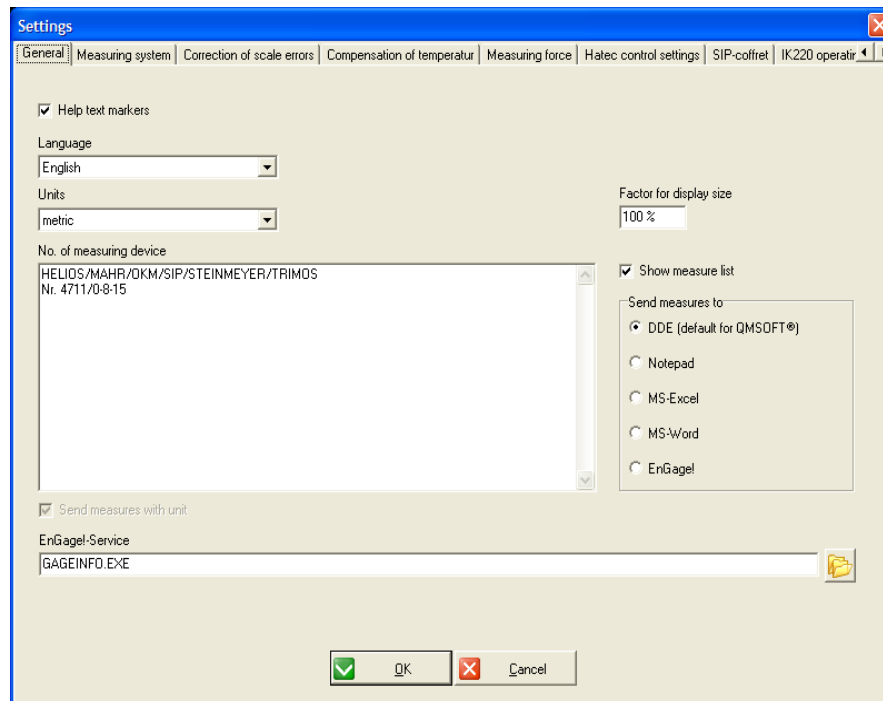 Settings
General
Measuring system
Correction of scale errors
Compensation of temperatur
Measuring force
Hatec control settings
SIP-coffret
IK220 operatir
Help text markers
Language
English
Units
metric
Factor for display size
100 %
No. of measuring device
HELIOS/MAHR/OKM/SIP/STEINMEYER/TRIMOS
Nr. 4711/0-8-15
Show measure list
Send measures to
DDE (default for QMSOFT®)
Notepad
MS-Excel
MS-Word
EnGage!
Send measures with unit
EnGage!-Service
GAGEINFO.EXE
OK
Cancel